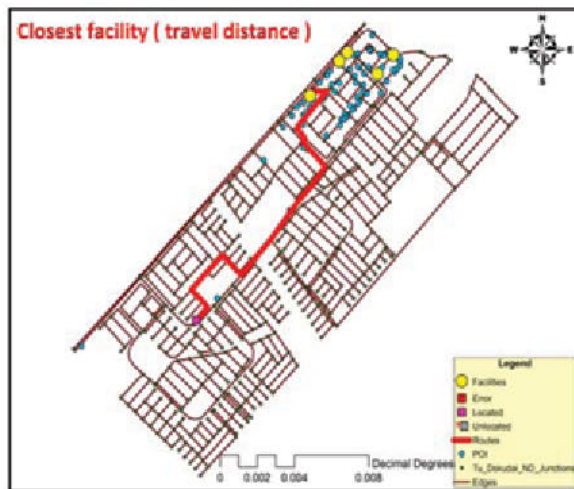 Closest facility ( travel distance )
N
W E
S
Legend
Facilities
Error
Located
Unlocated
Routes
POI
Edges
Decimal Degrees
0 0.002 0.004 0.008